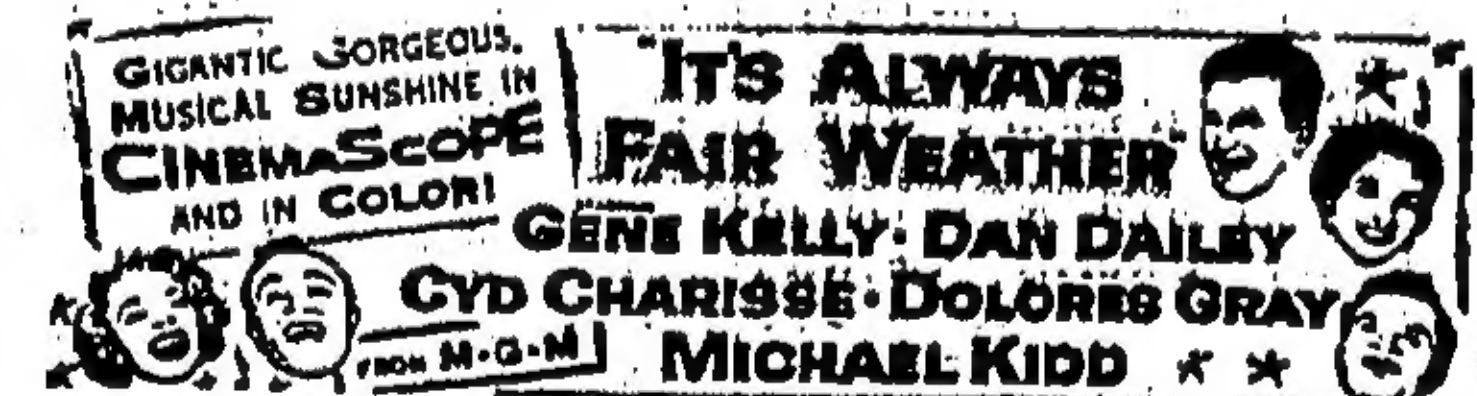 GIGANTIC GORGEOUS,
MUSICAL SUNSHINE IN
CINEMASCOPE
AND IN COLOR!
"IT'S ALWAYS
FAIR WEATHER"
GENE KELLY · DAN DAILEY
CYD CHARISSE · DOLORES GRAY
FROM M-G-M
MICHAEL KIDD